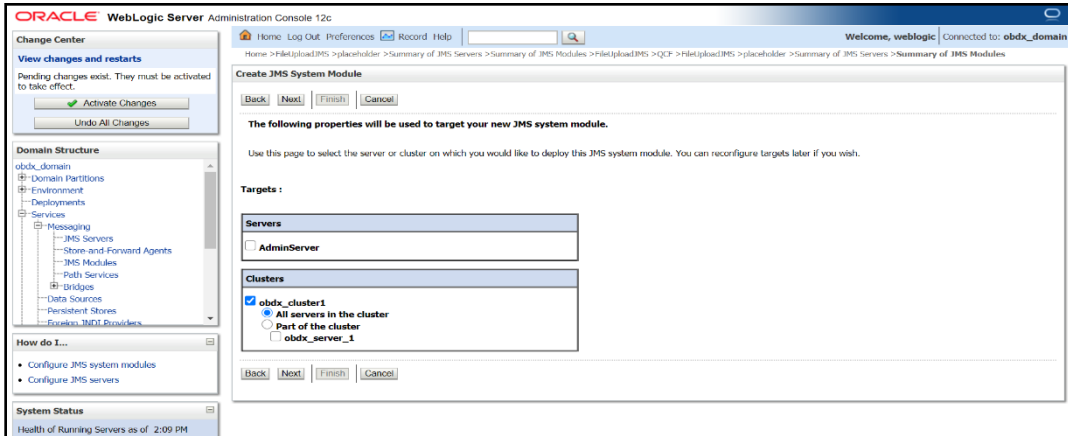 ORACLE WebLogic Server Administration Console 12c
Change Center
View changes and restarts
Pending changes exist. They must be activated
to take effect.
Activate Changes
Undo All Changes
Domain Structure
obdx_domain
Domain Partitions
Environment
Deployments
Services
Messaging
JMS Servers
Store-and-Forward Agents
JMS Modules
Path Services
Bridges
Data Sources
Persistent Stores
Foreign JNDI Providers
How do I...
Configure JMS system modules
Configure JMS servers
System Status
Health of Running Servers as of 2:09 PM
Home Log Out Preferences Record Help
Welcome, weblogic Connected to: obdx_domain
Home >FileUploadJMS >placeholder >Summary of JMS Servers >Summary of JMS Modules >FileUploadJMS >QCF >FileUploadJMS >placeholder >Summary of JMS Servers >Summary of JMS Modules
Create JMS System Module
Back Next Finish Cancel
The following properties will be used to target your new JMS system module.
Use this page to select the server or cluster on which you would like to deploy this JMS system module. You can reconfigure targets later if you wish.
Targets :
Servers
AdminServer
Clusters
obdx_cluster1
All servers in the cluster
Part of the cluster
obdx_server_1
Back Next Finish Cancel